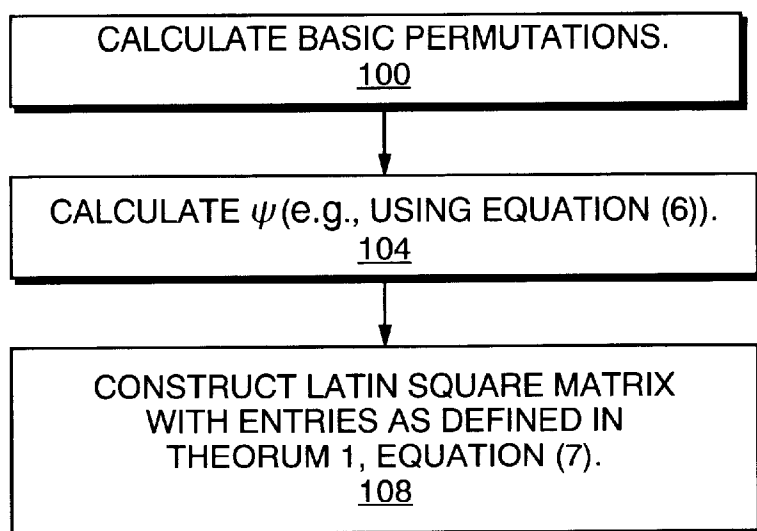 CALCULATE BASIC PERMUTATIONS.
100
CALCULATE ψ(e.g., USING EQUATION (6)).
104
CONSTRUCT LATIN SQUARE MATRIX
WITH ENTRIES AS DEFINED IN
THEORUM 1, EQUATION (7).
108